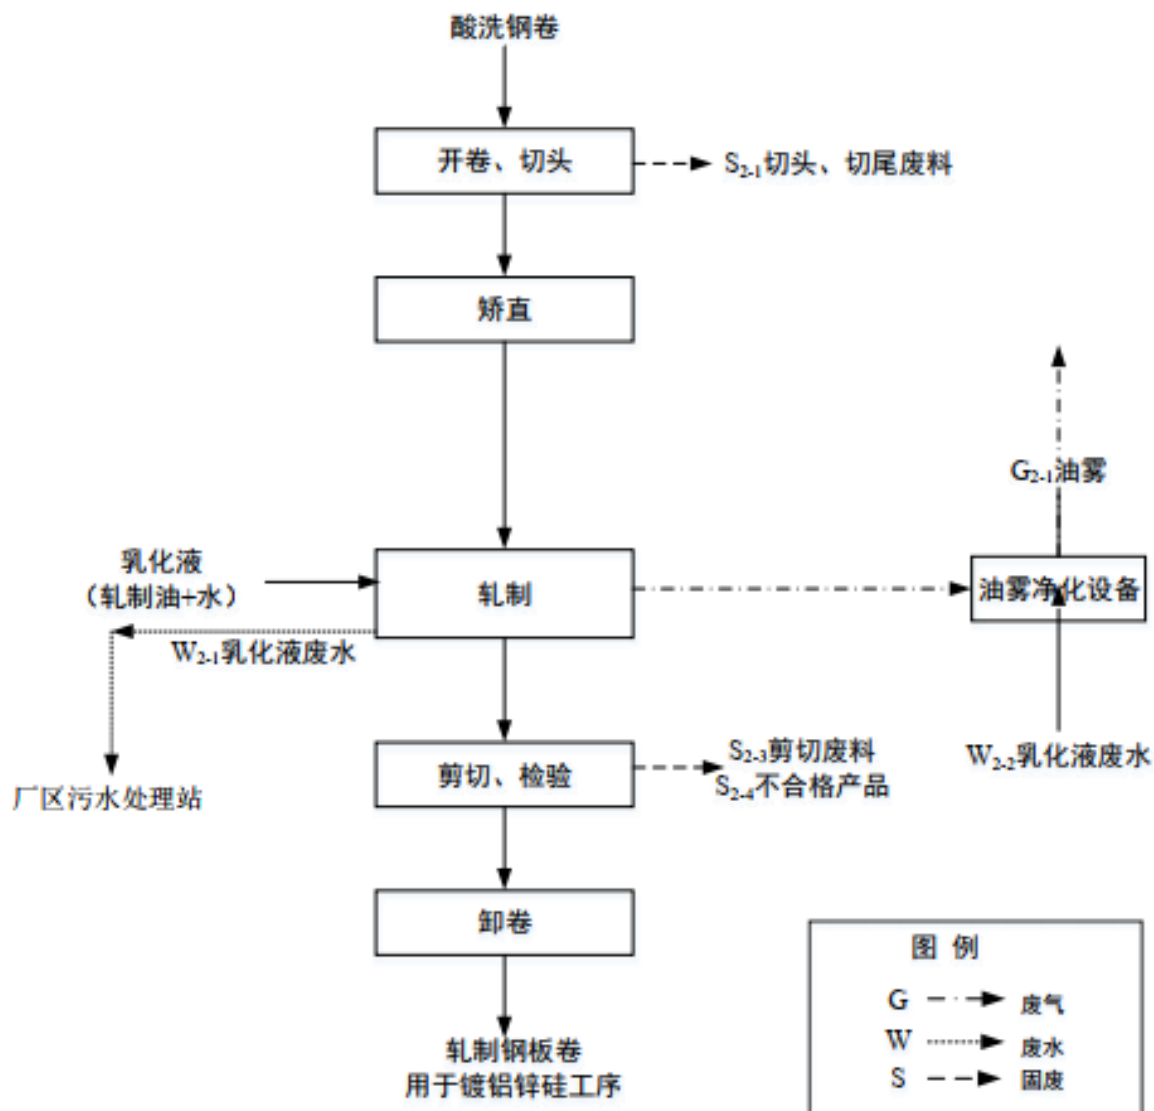 酸洗钢卷
开卷、切头
S2-1切头、切尾废料
矫直
G2-1油雾
乳化液
（轧制油+水）
轧制
油雾净化设备
W2-1乳化液废水
厂区污水处理站
剪切、检验
S2-3剪切废料
S2-4不合格产品
W2-2乳化液废水
卸卷
轧制钢板卷
用于镀铝锌硅工序
图 例
G 废气
W 废水
S 固废